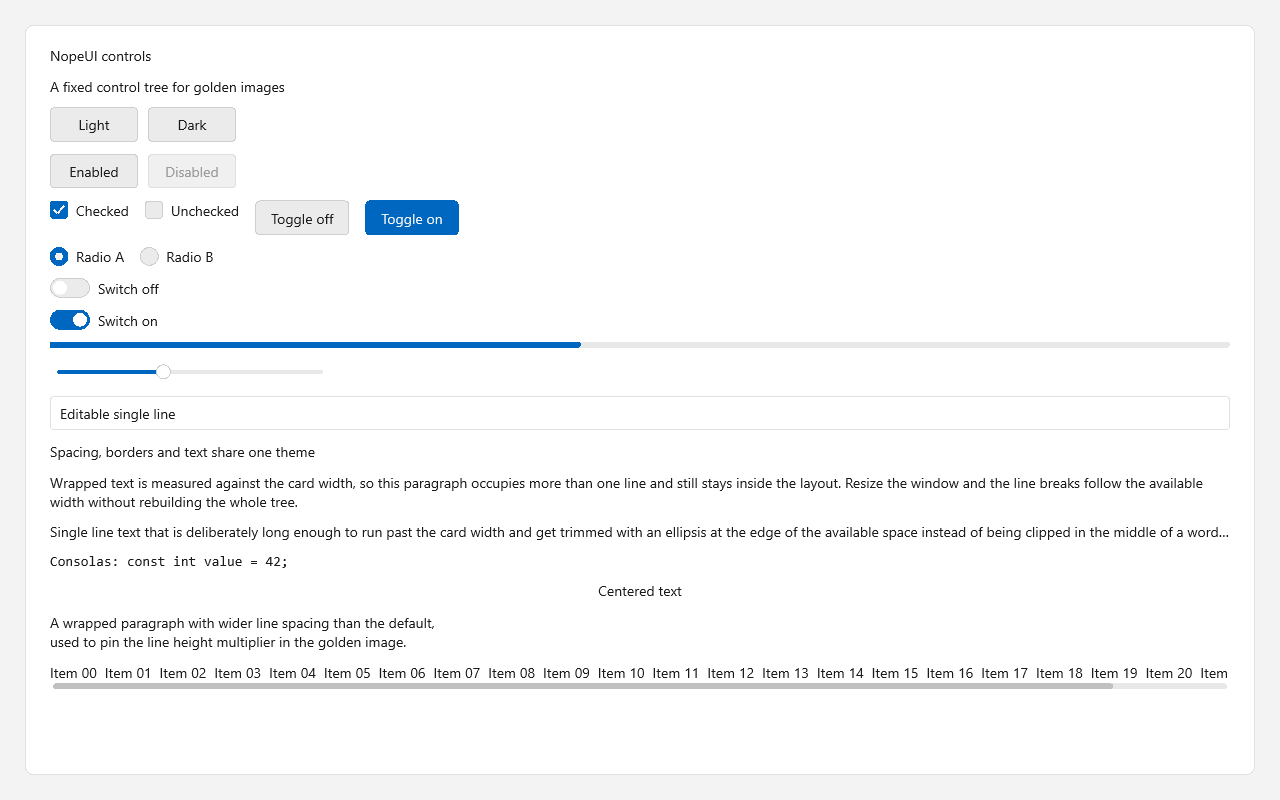 NopeUI controls
A fixed control tree for golden images
Light Dark
Enabled Disabled
Checked Unchecked Toggle off Toggle on
Radio A Radio B
Switch off
Switch on
Editable single line
Spacing, borders and text share one theme
Wrapped text is measured against the card width, so this paragraph occupies more than one line and still stays inside the layout. Resize the window and the line breaks follow the available
width without rebuilding the whole tree.
Single line text that is deliberately long enough to run past the card width and get trimmed with an ellipsis at the edge of the available space instead of being clipped in the middle of a word...
Consolas: const int value = 42;
Centered text
A wrapped paragraph with wider line spacing than the default,
used to pin the line height multiplier in the golden image.
Item 00 Item 01 Item 02 Item 03 Item 04 Item 05 Item 06 Item 07 Item 08 Item 09 Item 10 Item 11 Item 12 Item 13 Item 14 Item 15 Item 16 Item 17 Item 18 Item 19 Item 20 Item